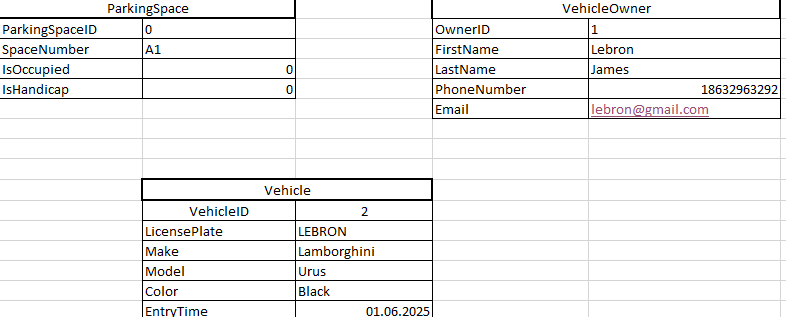 ParkingSpace
ParkingSpaceID 0
SpaceNumber A1
IsOccupied 0
IsHandicap 0
VehicleOwner
OwnerID 1
FirstName Lebron
LastName James
PhoneNumber 18632963292
Email lebron@gmail.com
Vehicle
VehicleID 2
LicensePlate LEBRON
Make Lamborghini
Model Urus
Color Black
EntryTime 01.06.2025